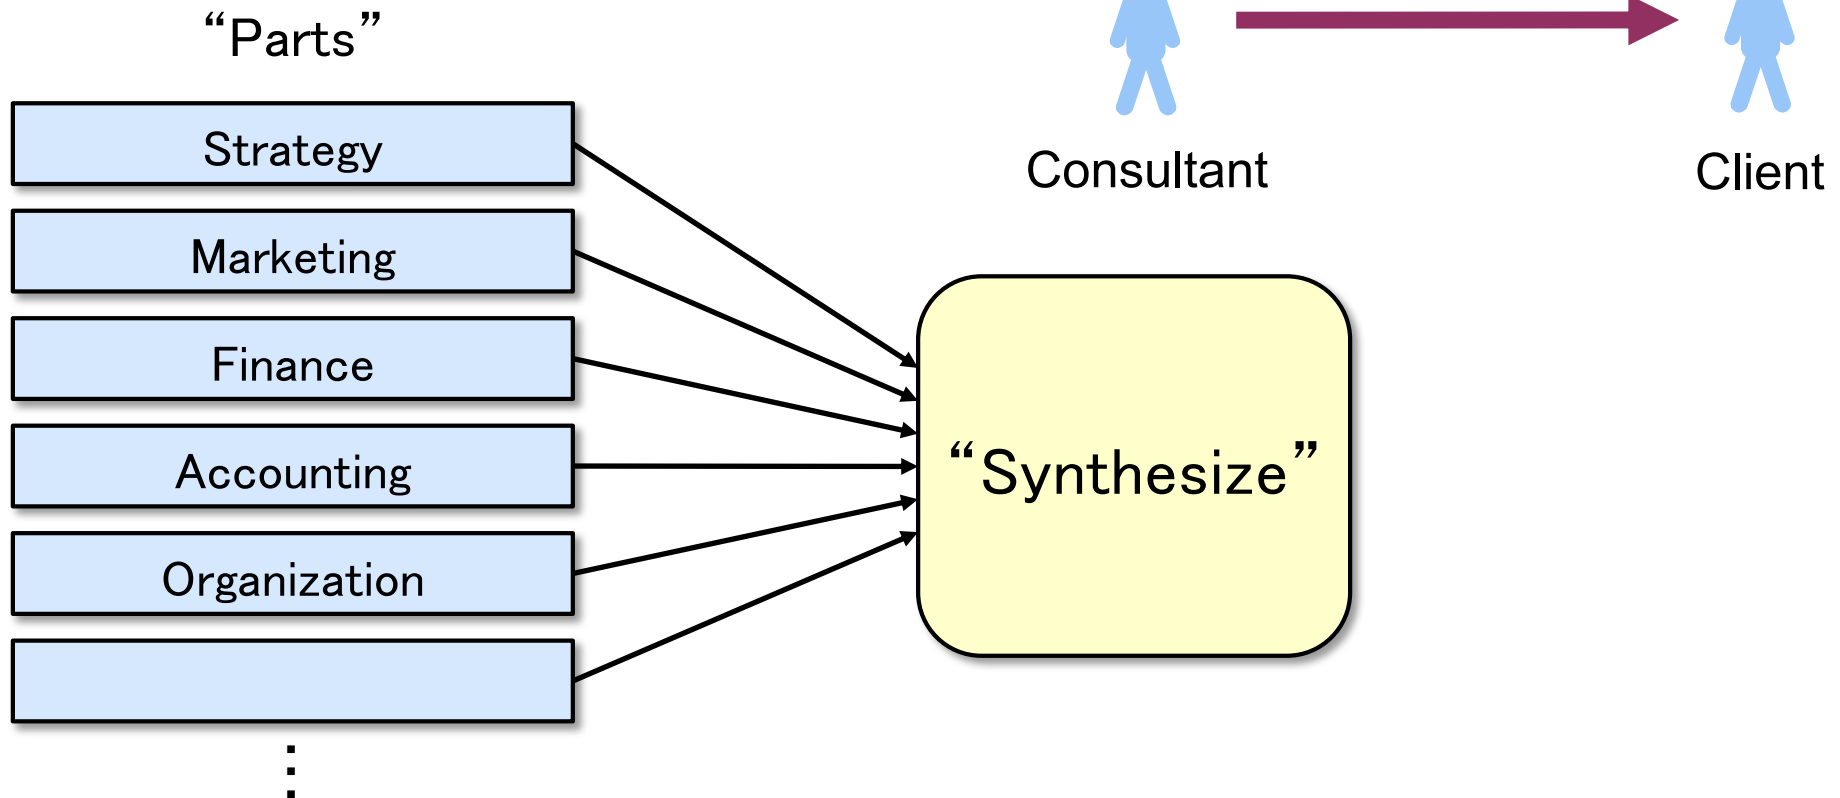 “Parts”
Strategy
Marketing
Finance
Accounting
Organization
⋮
Consultant
Client
“Synthesize”